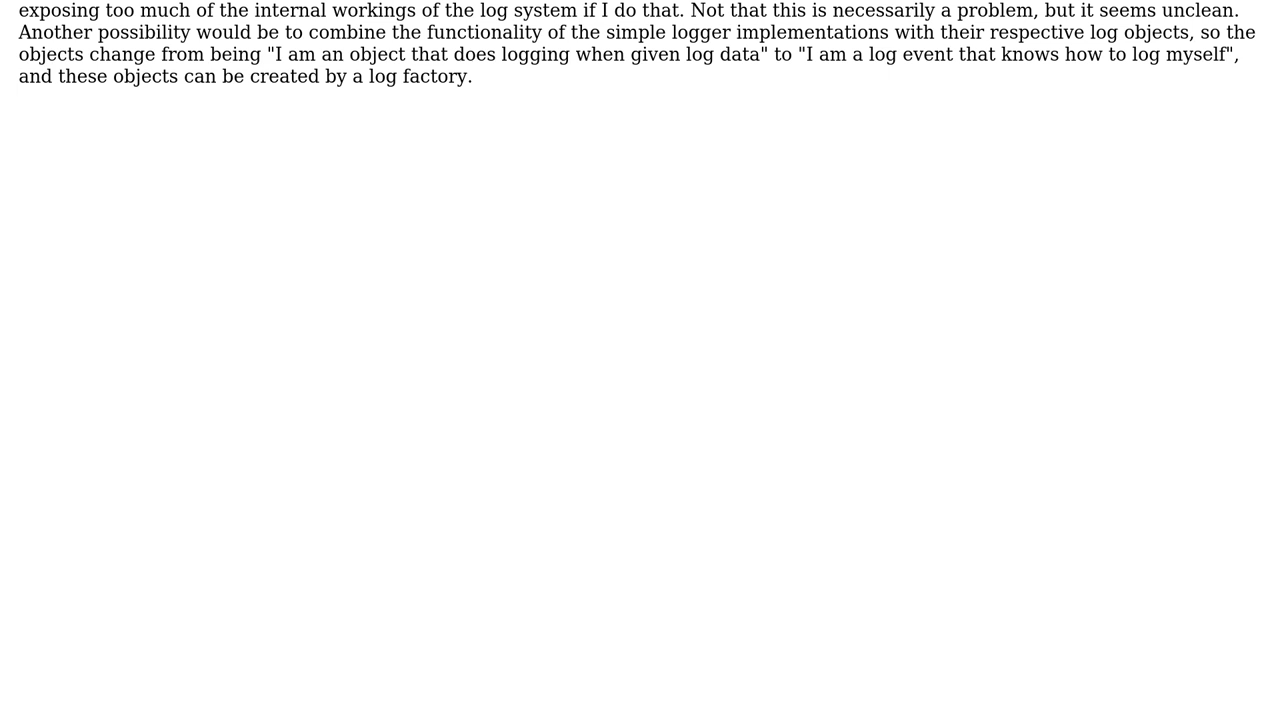 exposing too much of the internal workings of the log system if I do that. Not that this is necessarily a problem, but it seems unclean.
Another possibility would be to combine the functionality of the simple logger implementations with their respective log objects, so the
objects change from being "I am an object that does logging when given log data" to "I am a log event that knows how to log myself",
and these objects can be created by a log factory.